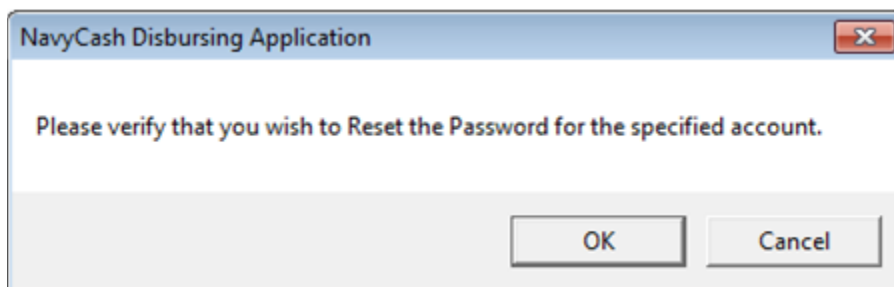 NavyCash Disbursing Application
Please verify that you wish to Reset the Password for the specified account.
OK
Cancel